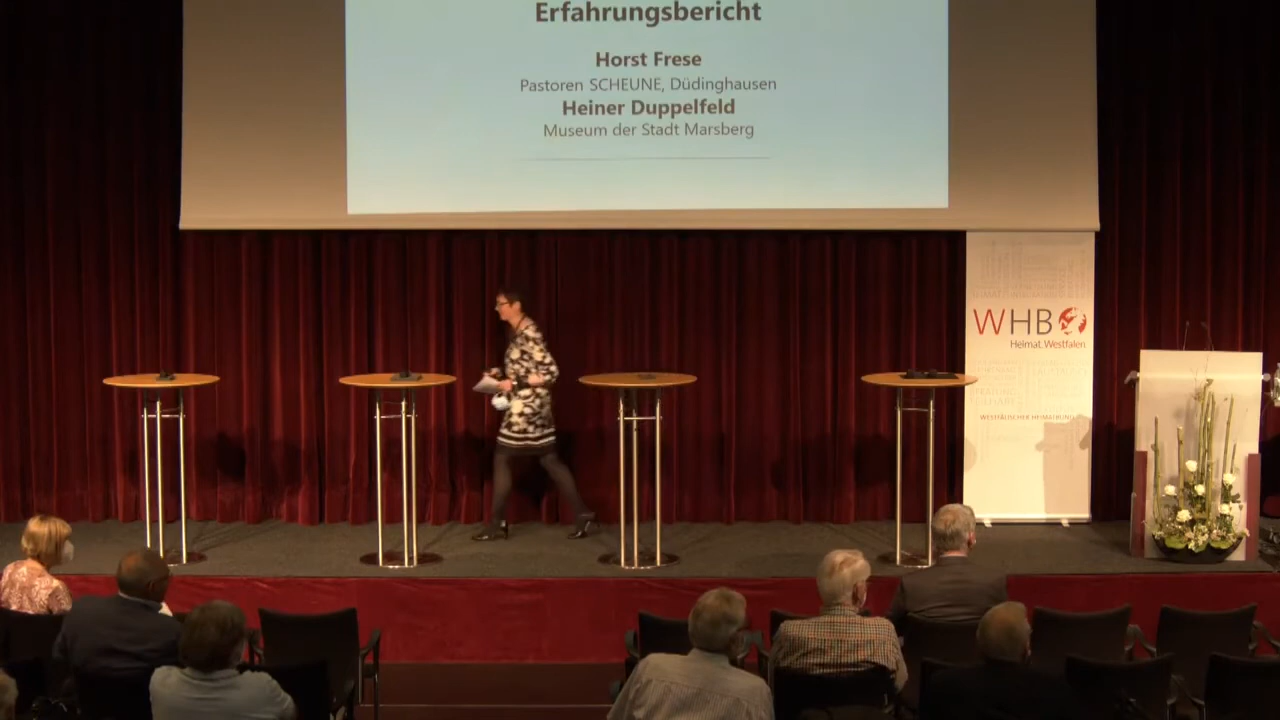 Erfahrungsbericht
Horst Frese
Pastoren SCHEUNE, Düdinghausen
Heiner Duppelfeld
Museum der Stadt Marsberg
WHB
Heimat.Westfalen
WESTFÄLISCHER HEIMATBUND